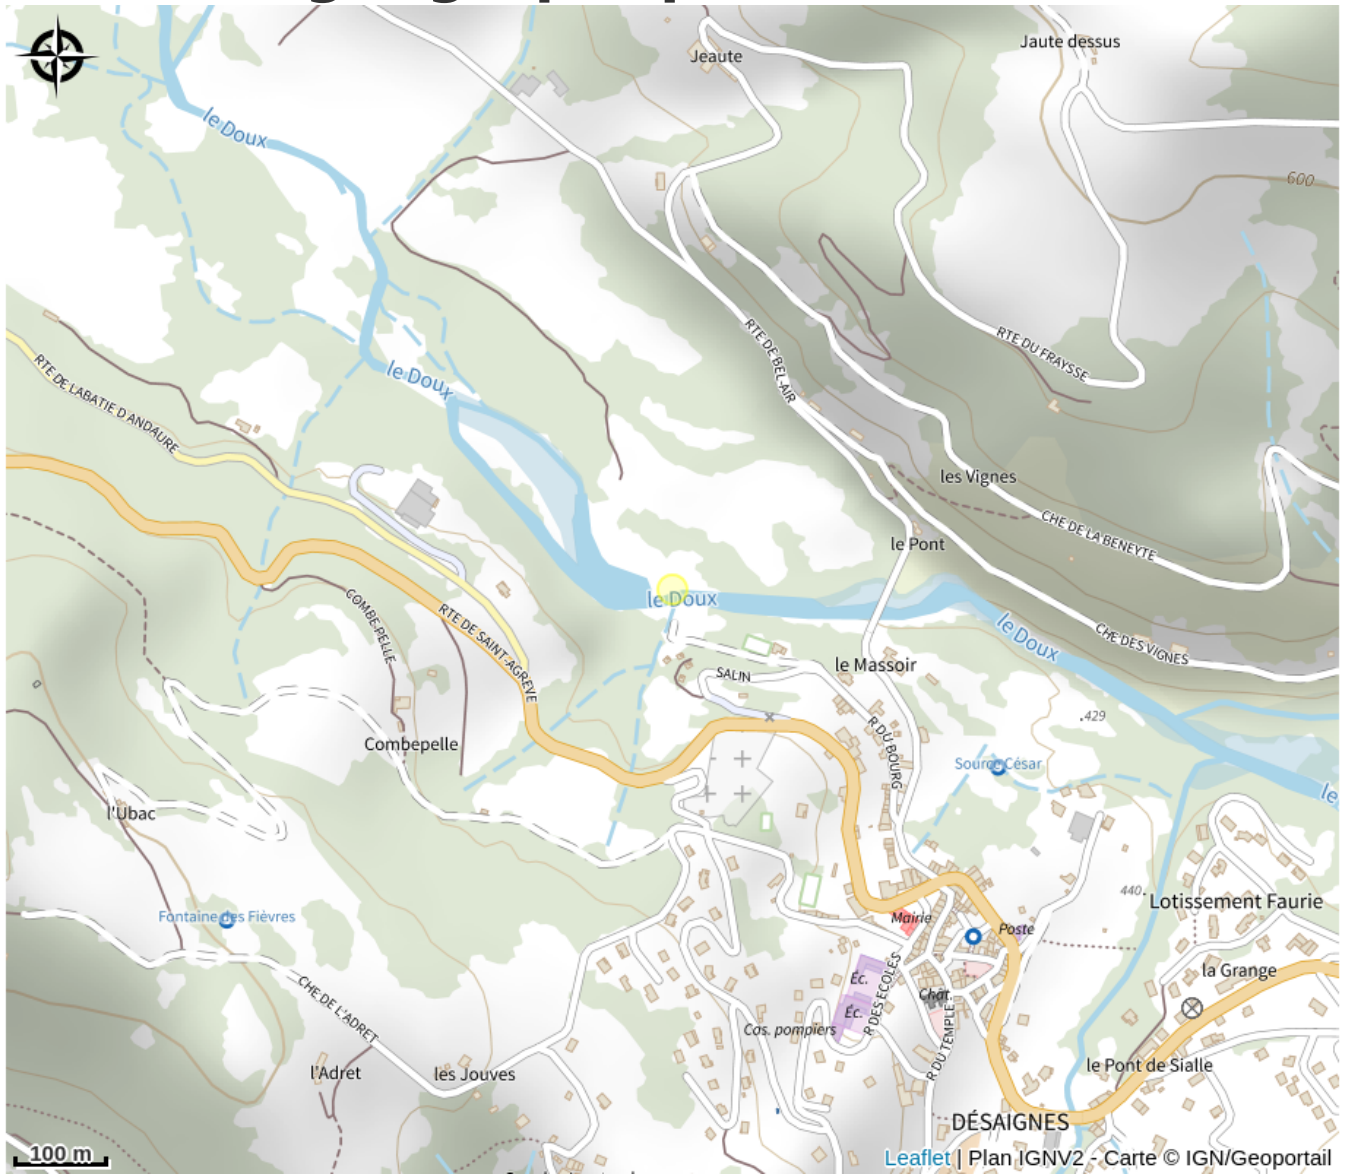 Jeaute
Jaute dessus
le Doux
600
RTE DE BEL-AIR
RTE DU FRAYSSE
RTE DE LABATIE D'ANDAURE
le Doux
les Vignes
CHE DE LA BENEYTE
le Pont
COMBE PELLE
RTE DE SAINT-AGREVE
le Doux
le Doux
CHE DES VIGNES
le Massoir
SALIN
429
R DU BOURG
Combepelle
Source César
le
l'Ubac
440
Lotissement Faurie
Fontaine des Fièvres
Mairie
Poste
la Grange
CHE DE L'ADRET
Éc.
R DES ECOLES
Chât.
Éc.
Cas. pompiers
R DU TEMPLE
l'Adret
les Jouves
le Pont de Sialle
DÉSAIGNES
100 m
Leaflet | Plan IGNV2 - Carte © IGN/Geoportail